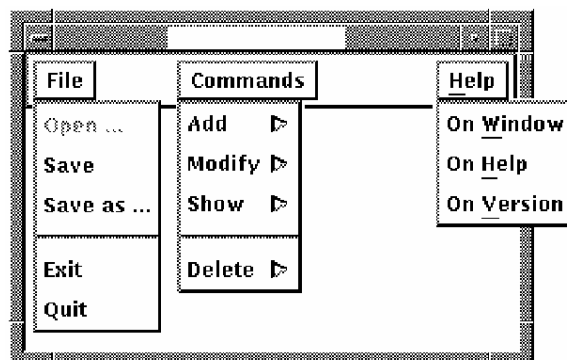 File Commands Help
Open ...
Save
Save as ...
Exit
Quit
Add
Modify
Show
Delete
On Window
On Help
On Version